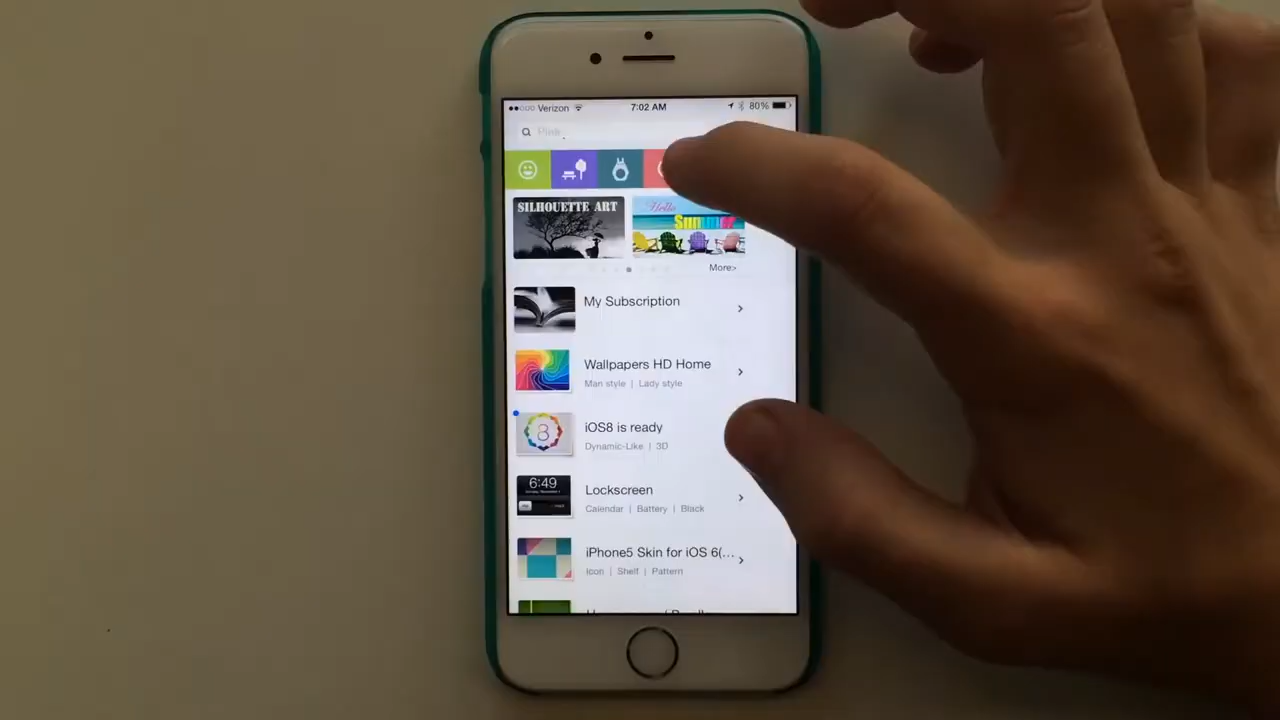 Verizon 7:02 AM 80%
Pink
SILHOUETTE ART
Hello
Summer
More>
My Subscription
Wallpapers HD Home
Man style | Lady style
8
iOS8 is ready
Dynamic-Like | 3D
6:49
Lockscreen
Calendar | Battery | Black
iPhone5 Skin for iOS 6(...
Icon | Shelf | Pattern